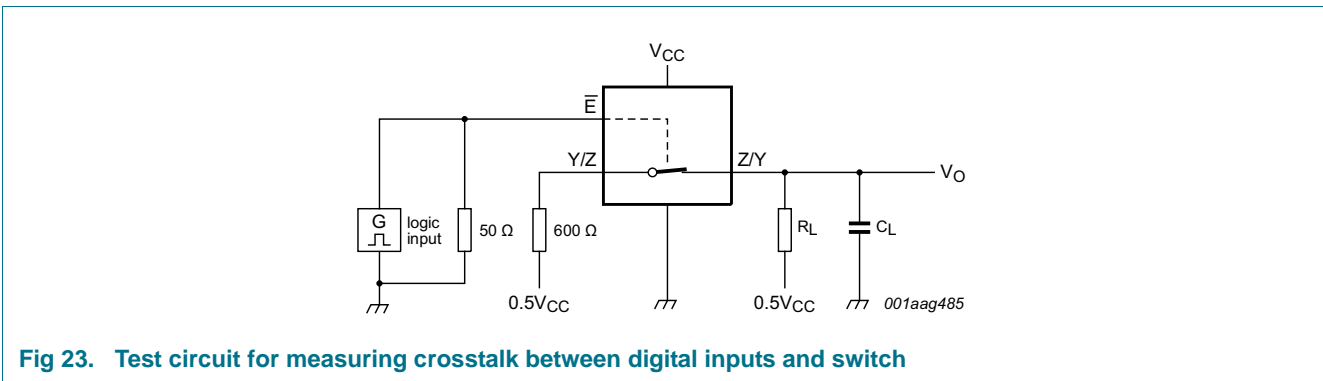 VCC
E
Y/Z
Z/Y
VO
G
logic
input
50 Ω
600 Ω
RL
CL
0.5VCC
0.5VCC
001aag485
Fig 23. Test circuit for measuring crosstalk between digital inputs and switch